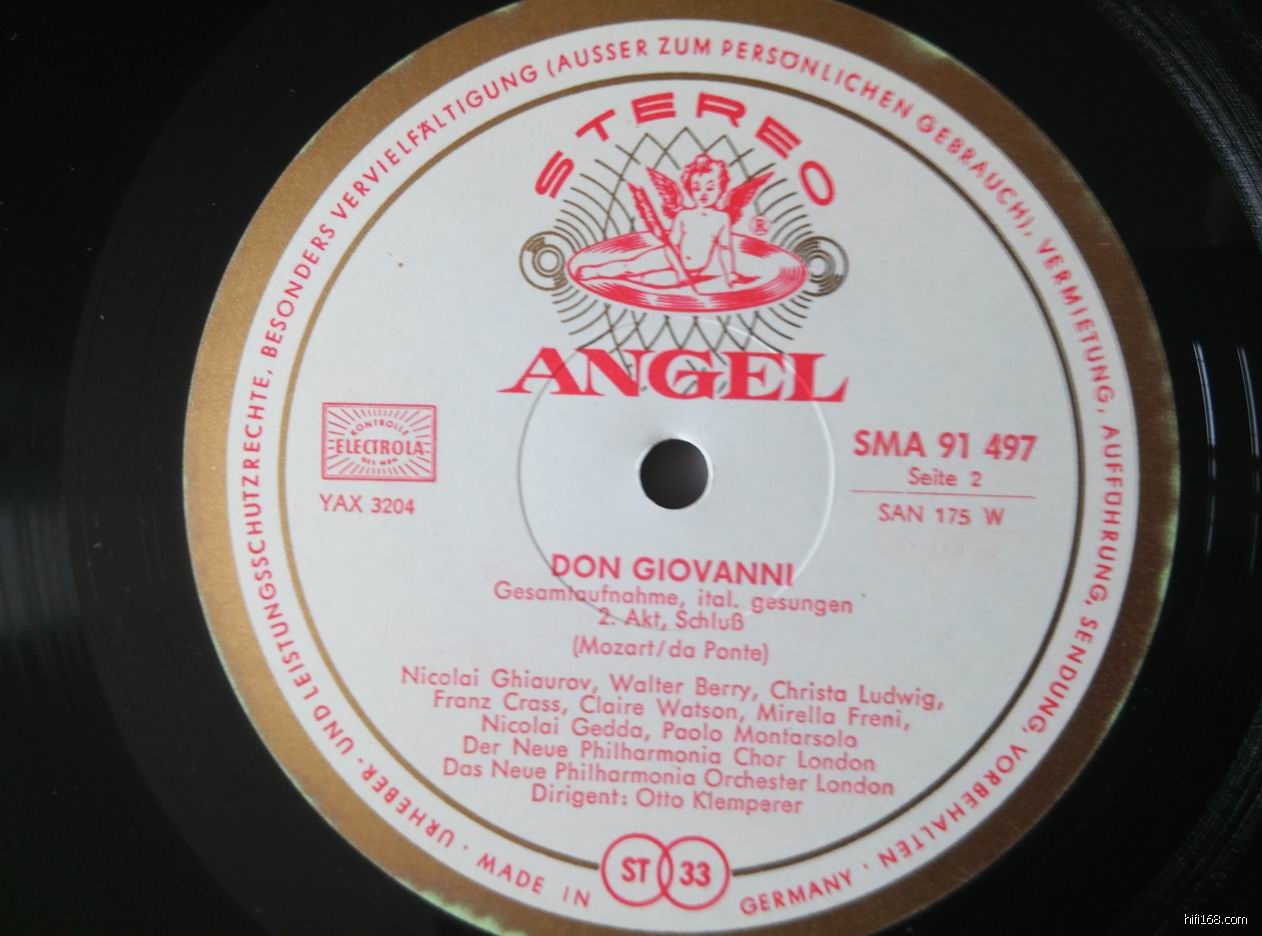 URHEBER- UND LEISTUNGSSCHUTZRECHTE, BESONDERS VERVIELFÄLTIGUNG (AUSSER ZUM PERSÖNLICHEN GEBRAUCH), VERMIETUNG, AUFFÜHRUNG, SENDUNG, VORBEHALTEN ·
STEREO
®
ANGEL
KONTROLLE
ELECTROLA
YAX 3204
SMA 91 497
Seite 2
SAN 175 W
DON GIOVANNI
Gesamtaufnahme, ital. gesungen
2. Akt, Schluß
(Mozart/da Ponte)
Nicolai Ghiaurov, Walter Berry, Christa Ludwig,
Franz Crass, Claire Watson, Mirella Freni,
Nicolai Gedda, Paolo Montarsolo
Der Neue Philharmonia Chor London
Das Neue Philharmonia Orchester London
Dirigent: Otto Klemperer
ST 33
MADE IN GERMANY ·
hifi168.com